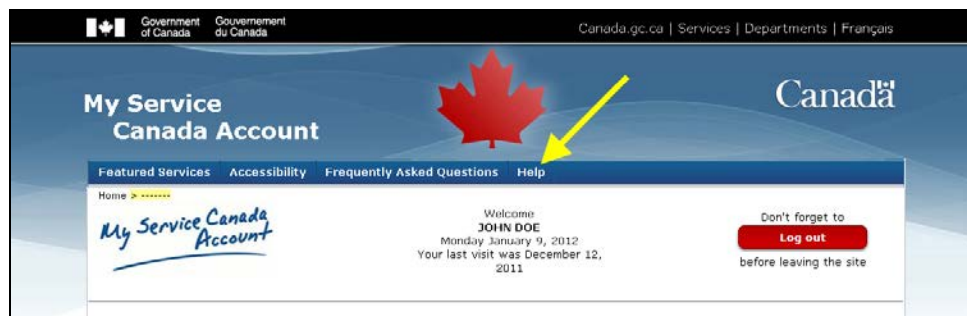 Government of Canada
Gouvernement du Canada
Canada.gc.ca | Services | Departments | Français
My Service
Canada Account
Canada
Featured Services Accessibility Frequently Asked Questions Help
Home > -------
My Service Canada
Account
Welcome
JOHN DOE
Monday January 9, 2012
Your last visit was December 12,
2011
Don't forget to
Log out
before leaving the site